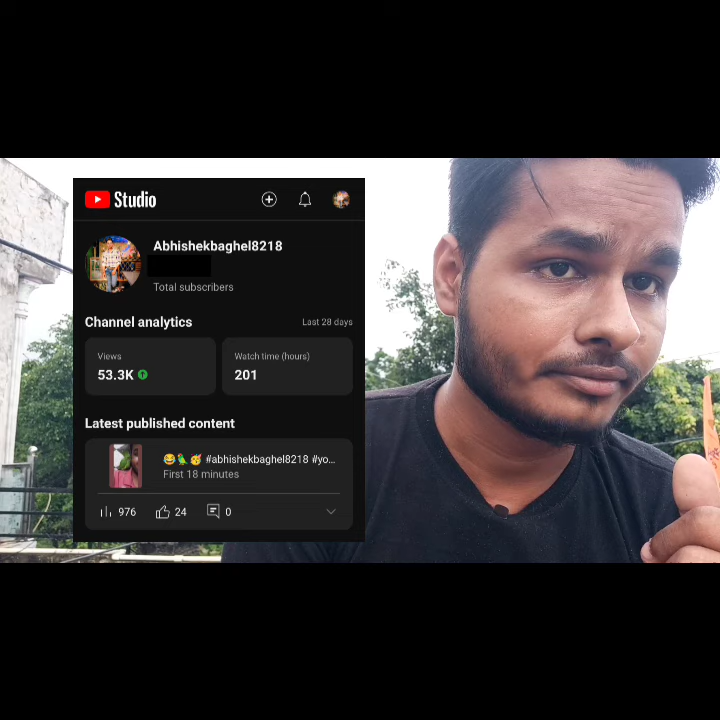 Studio
Abhishekbaghel8218
Total subscribers
Channel analytics
Last 28 days
Views
53.3K
Watch time (hours)
201
Latest published content
😂🦜🥳 #abhishekbaghel8218 #yo...
First 18 minutes
976
24
0